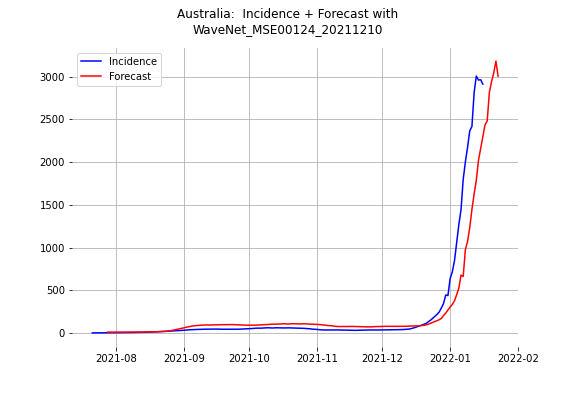 Australia:  Incidence + Forecast with
WaveNet_MSE00124_20211210
Incidence
Forecast
3000
2500
2000
1500
1000
500
0
2021-08 2021-09 2021-10 2021-11 2021-12 2022-01 2022-02